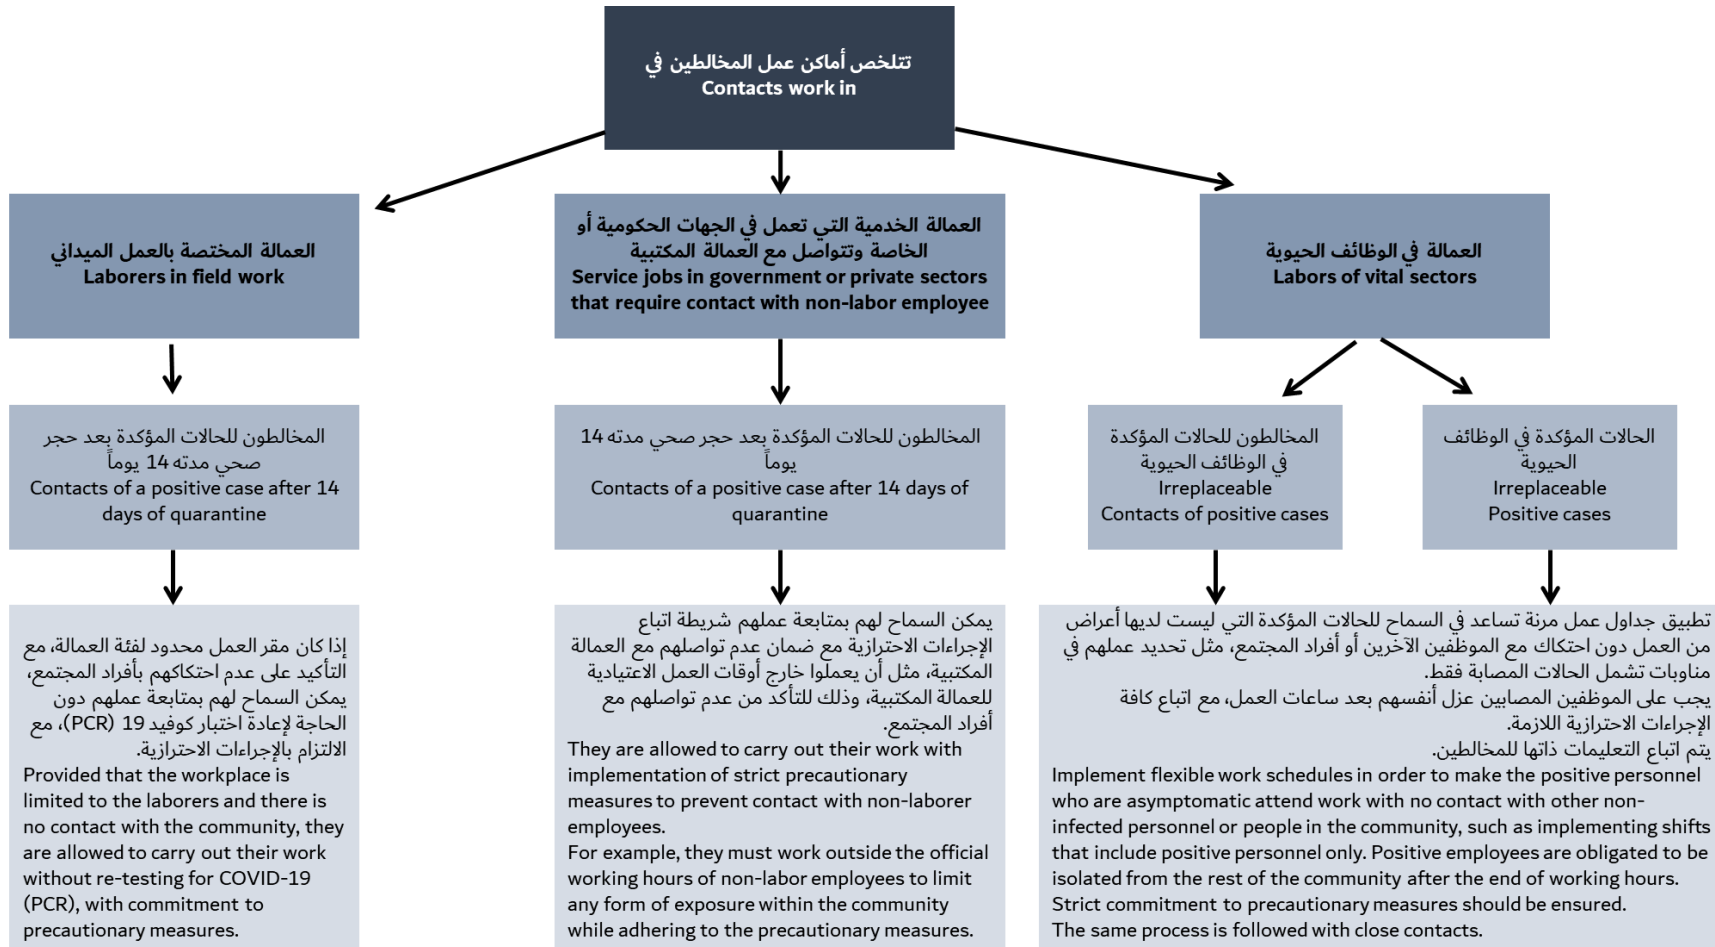 تتلخص أماكن عمل المخالطين في
Contacts work in
العمالة المختصة بالعمل الميداني
Laborers in field work
العمالة الخدمية التي تعمل في الجهات الحكومية أو
الخاصة وتتواصل مع العمالة المكتبية
Service jobs in government or private sectors
that require contact with non-labor employee
العمالة في الوظائف الحيوية
Labors of vital sectors
المخالطون للحالات المؤكدة بعد حجر
صحي مدته 14 يوماً
Contacts of a positive case after 14
days of quarantine
المخالطون للحالات المؤكدة بعد حجر صحي مدته 14
يوماً
Contacts of a positive case after 14 days of
quarantine
المخالطون للحالات المؤكدة
في الوظائف الحيوية
Irreplaceable
Contacts of positive cases
الحالات المؤكدة في الوظائف
الحيوية
Irreplaceable
Positive cases
إذا كان مقر العمل محدود لفئة العمالة، مع
التأكيد على عدم احتكاكهم بأفراد المجتمع،
يمكن السماح لهم بمتابعة عملهم دون
الحاجة لإعادة اختبار كوفيد 19 (PCR)، مع
الالتزام بالإجراءات الاحترازية.
Provided that the workplace is
limited to the laborers and there is
no contact with the community, they
are allowed to carry out their work
without re-testing for COVID-19
(PCR), with commitment to
precautionary measures.
يمكن السماح لهم بمتابعة عملهم شريطة اتباع
الإجراءات الاحترازية مع ضمان عدم تواصلهم مع العمالة
المكتبية، مثل أن يعملوا خارج أوقات العمل الاعتيادية
للعمالة المكتبية، وذلك للتأكد من عدم تواصلهم مع
أفراد المجتمع.
They are allowed to carry out their work with
implementation of strict precautionary
measures to prevent contact with non-laborer
employees.
For example, they must work outside the official
working hours of non-labor employees to limit
any form of exposure within the community
while adhering to the precautionary measures.
تطبيق جداول عمل مرنة تساعد في السماح للحالات المؤكدة التي ليست لديها أعراض
من العمل دون احتكاك مع الموظفين الآخرين أو أفراد المجتمع، مثل تحديد عملهم في
مناوبات تشمل الحالات المصابة فقط.
يجب على الموظفين المصابين عزل أنفسهم بعد ساعات العمل، مع اتباع كافة
الإجراءات الاحترازية اللازمة.
يتم اتباع التعليمات ذاتها للمخالطين.
Implement flexible work schedules in order to make the positive personnel
who are asymptomatic attend work with no contact with other non-
infected personnel or people in the community, such as implementing shifts
that include positive personnel only. Positive employees are obligated to be
isolated from the rest of the community after the end of working hours.
Strict commitment to precautionary measures should be ensured.
The same process is followed with close contacts.